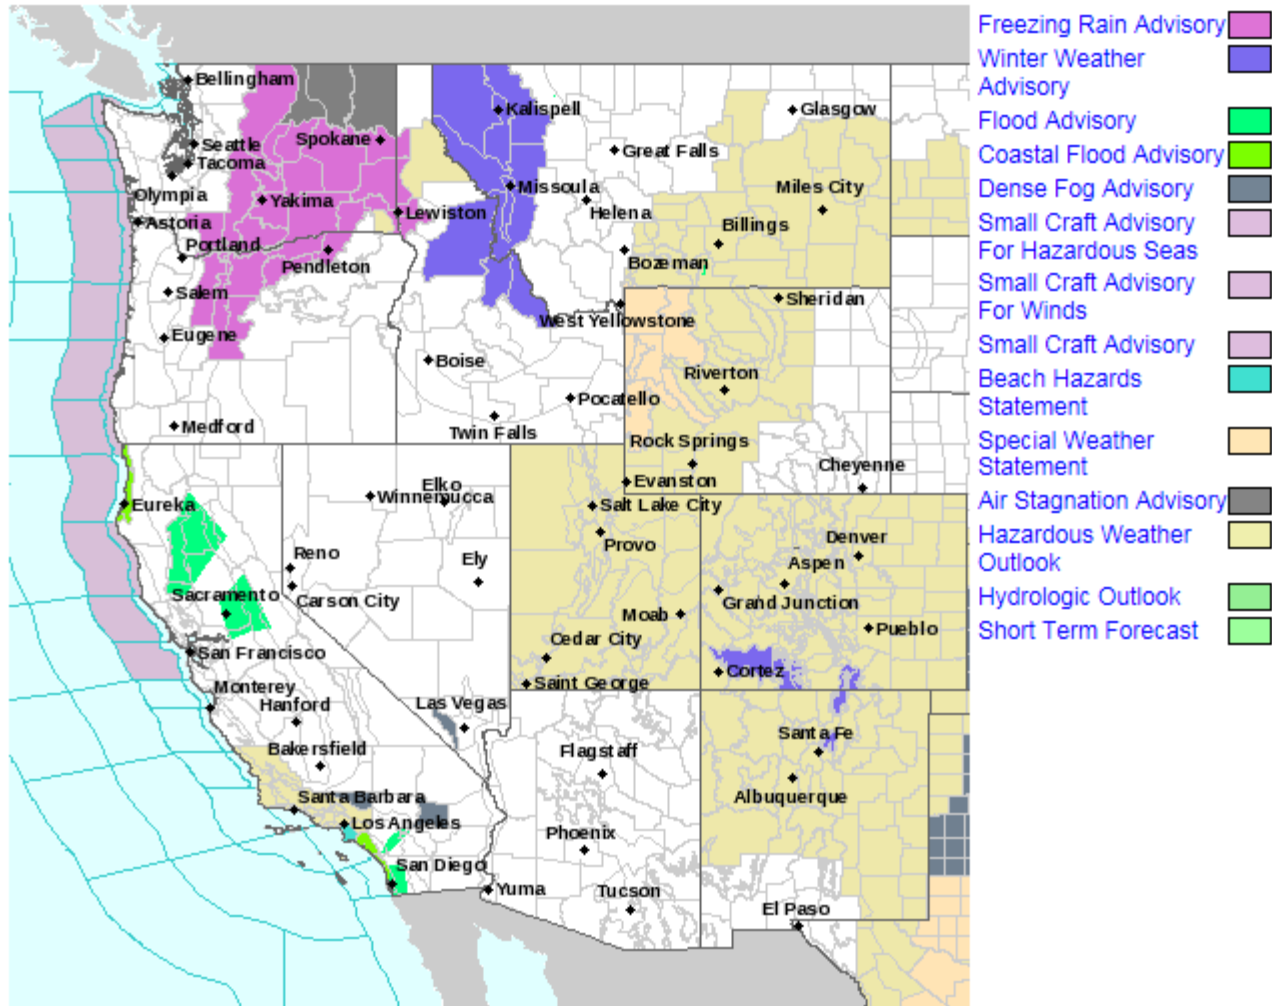 Freezing Rain Advisory
Winter Weather
Advisory
Flood Advisory
Coastal Flood Advisory
Dense Fog Advisory
Small Craft Advisory
For Hazardous Seas
Small Craft Advisory
For Winds
Small Craft Advisory
Beach Hazards
Statement
Special Weather
Statement
Air Stagnation Advisory
Hazardous Weather
Outlook
Hydrologic Outlook
Short Term Forecast
Bellingham
Kalispell
Glasgow
Seattle
Spokane
Great Falls
Tacoma
Olympia
Missoula
Miles City
Yakima
Helena
Astoria
Lewiston
Billings
Portland
Pendleton
Bozeman
Salem
Sheridan
West Yellowstone
Eugene
Boise
Riverton
Pocatello
Medford
Twin Falls
Rock Springs
Cheyenne
Elko
Evanston
Winnemucca
Eureka
Salt Lake City
Provo
Denver
Reno
Ely
Aspen
Sacramento
Carson City
Grand Junction
Moab
Pueblo
Cedar City
San Francisco
Cortez
Monterey
Saint George
Hanford
Las Vegas
Santa Fe
Bakersfield
Flagstaff
Santa Barbara
Albuquerque
Los Angeles
Phoenix
San Diego
Yuma
Tucson
El Paso